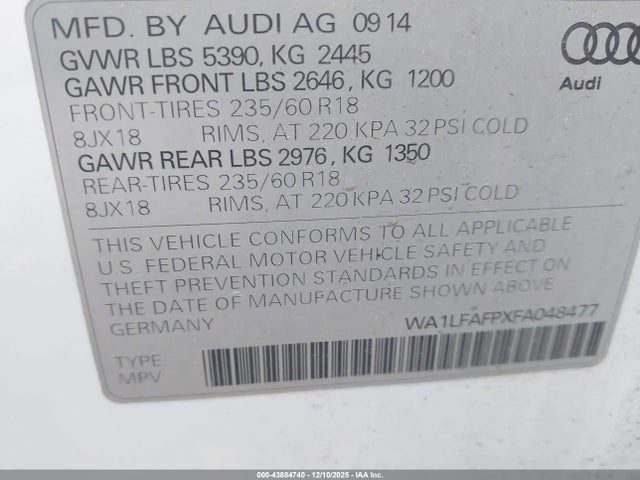 MFD. BY AUDI AG 09 14
GVWR LBS 5390, KG 2445
GAWR FRONT LBS 2646, KG 1200
FRONT-TIRES 235/60 R18
8JX18 RIMS, AT 220 KPA 32 PSI COLD
GAWR REAR LBS 2976, KG 1350
REAR-TIRES 235/60 R18
8JX18 RIMS, AT 220 KPA 32 PSI COLD
Audi
THIS VEHICLE CONFORMS TO ALL APPLICABLE
U.S. FEDERAL MOTOR VEHICLE SAFETY AND
THEFT PREVENTION STANDARDS IN EFFECT ON
THE DATE OF MANUFACTURE SHOWN ABOVE
GERMANY WA1LFAFPXFA048477
TYPE
MPV
000-43884740 - 12/10/2025 - IAAI.CA